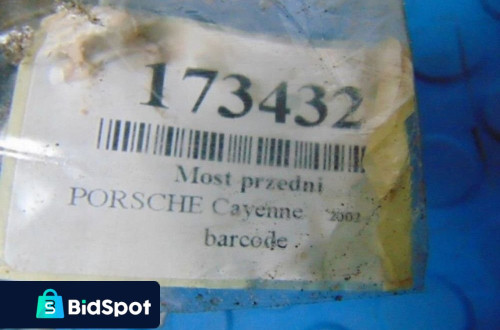 173432
Most przedni
PORSCHE Cayenne 2002
barcode
S
BidSpot